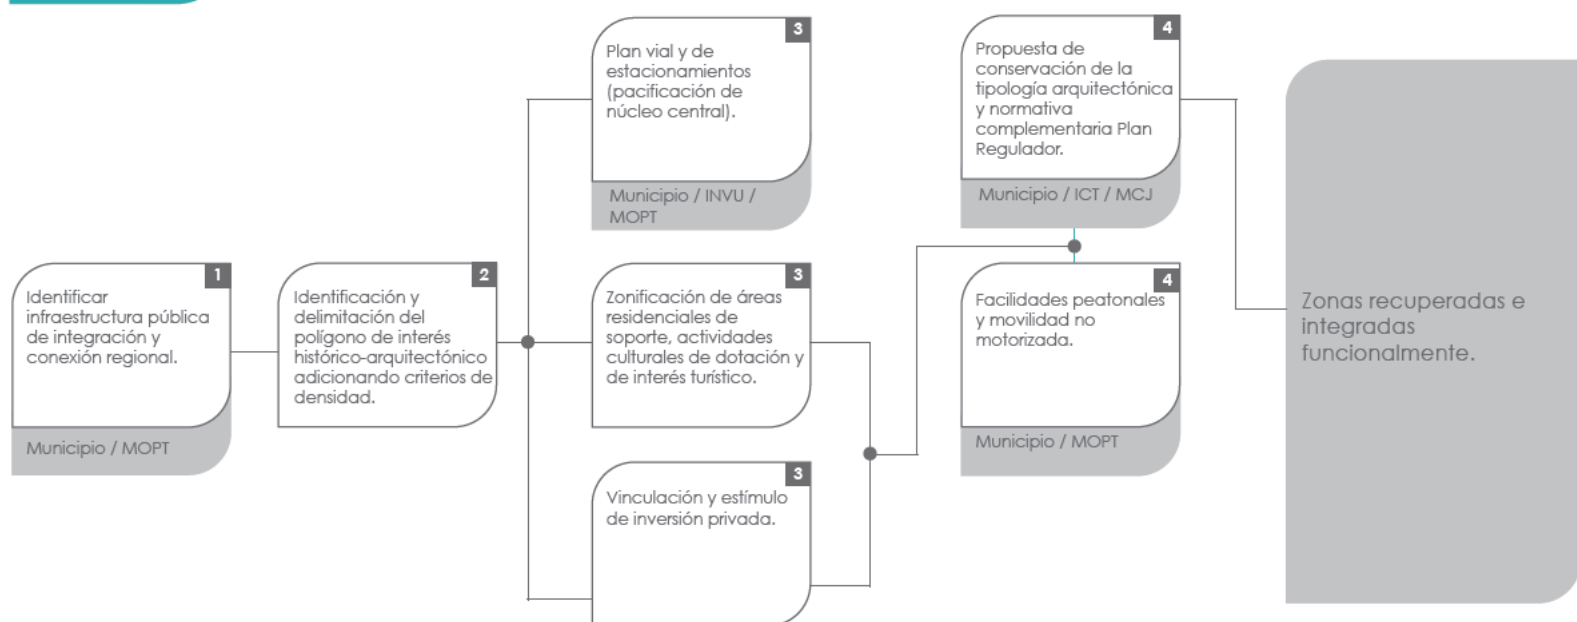 1
Identificar
infraestructura pública
de integración y
conexión regional.
Municipio / MOPT
2
Identificación y
delimitación del
polígono de interés
histórico-arquitectónico
adicionando criterios de
densidad.
3
Plan vial y de
estacionamientos
(pacificación de
núcleo central).
Municipio / INVU /
MOPT
3
Zonificación de áreas
residenciales de
soporte, actividades
culturales de dotación y
de interés turístico.
3
Vinculación y estímulo
de inversión privada.
4
Propuesta de
conservación de la
tipología arquitectónica
y normativa
complementaria Plan
Regulador.
Municipio / ICT / MCJ
4
Facilidades peatonales
y movilidad no
motorizada.
Municipio / MOPT
Zonas recuperadas e
integradas
funcionalmente.